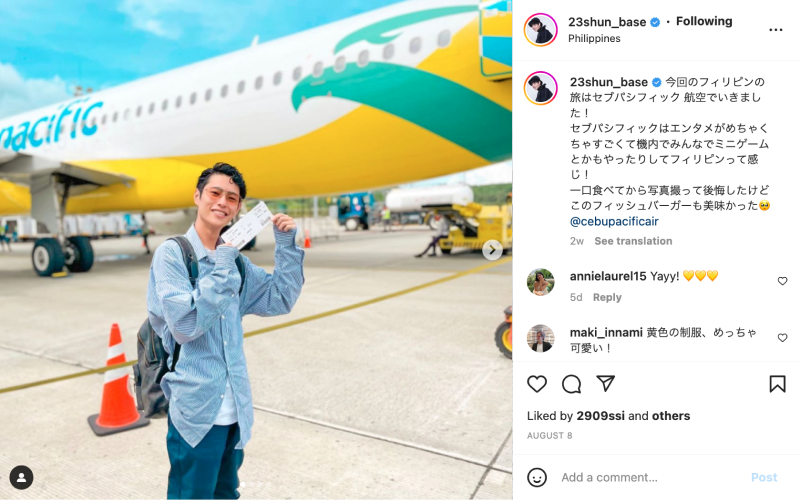 pacific
23shun_base • Following
Philippines
23shun_base 今回のフィリピンの
旅はセブパシフィック 航空でいきまし
た！
セブパシフィックはエンタメがめちゃく
ちゃすごくて機内でみんなでミニゲーム
とかもやったりしてフィリピンって感
じ！
一口食べてから写真撮って後悔したけど
このフィッシュバーガーも美味かった🥹
@cebupacificair
2w See translation
annielaurel15 Yayy! 💛💛💛
5d Reply
maki_innami 黄色の制服、めっちゃ
可愛い！
Liked by 2909ssi and others
AUGUST 8
Add a comment...
Post